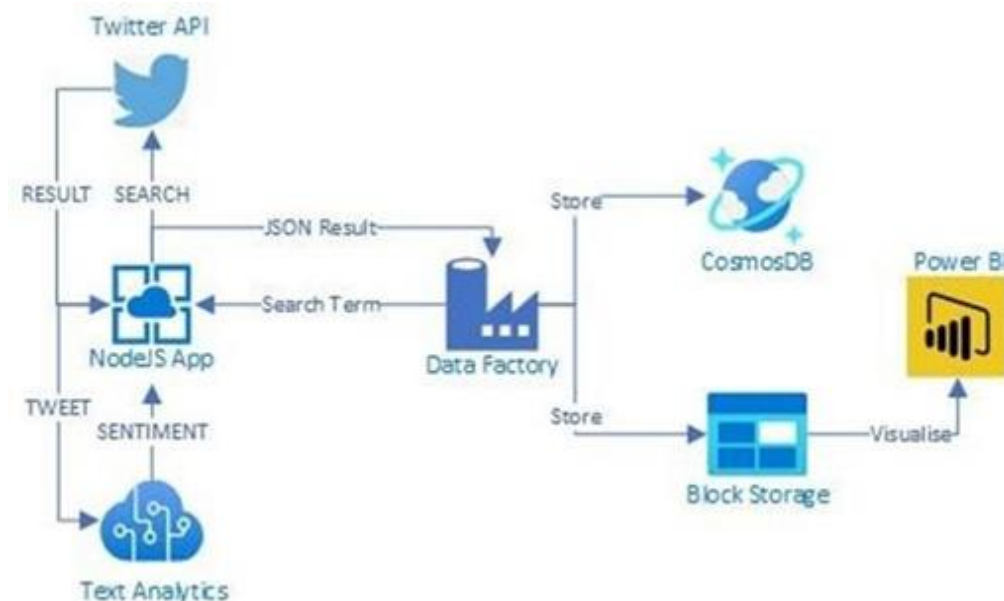 Twitter API
RESULT
SEARCH
JSON Result
Store
CosmosDB
Power BI
Search Term
NodeJS App
Data Factory
TWEET
SENTIMENT
Store
Visualise
Block Storage
Text Analytics